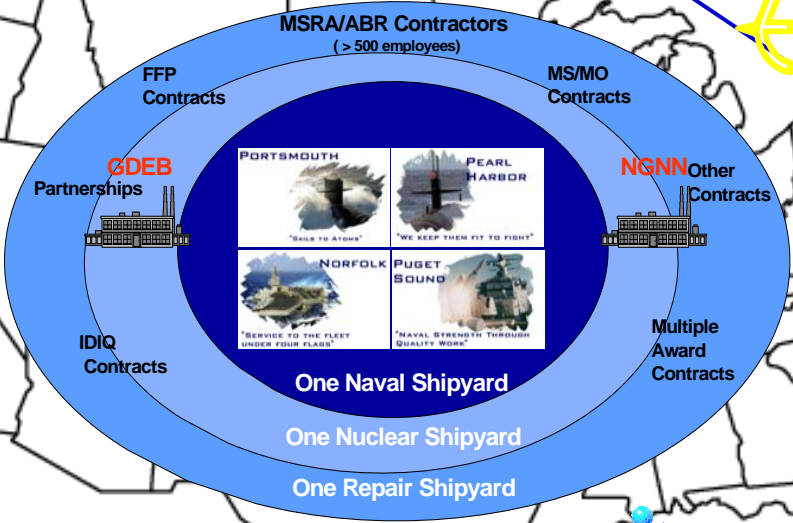 MSRA/ABR Contractors
( > 500 employees)
FFP
Contracts
MS/MO
Contracts
GDEB
Partnerships
NGNN
Other
Contracts
PORTSMOUTH
"SAILS TO ATOMS"
PEARL
HARBOR
"WE KEEP THEM FIT TO FIGHT"
NORFOLK
"SERVICE TO THE FLEET
UNDER FOUR FLAGS"
PUGET
SOUND
"NAVAL STRENGTH THROUGH
QUALITY WORK"
IDIQ
Contracts
Multiple
Award
Contracts
One Naval Shipyard
One Nuclear Shipyard
One Repair Shipyard